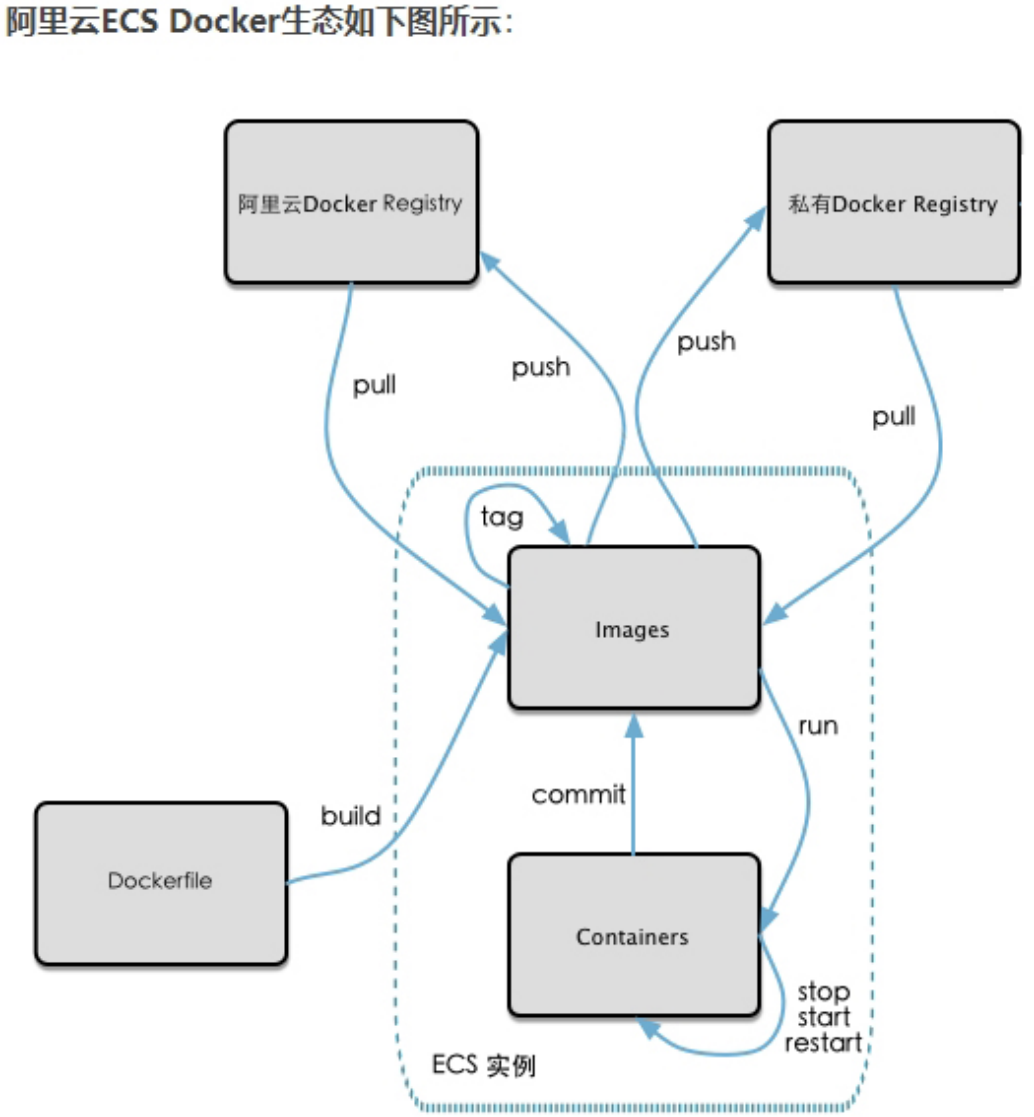 阿里云ECS Docker生态如下图所示：
阿里云Docker Registry
私有Docker Registry
pull
push
push
pull
tag
Images
run
commit
build
Dockerfile
Containers
stop
start
restart
ECS 实例